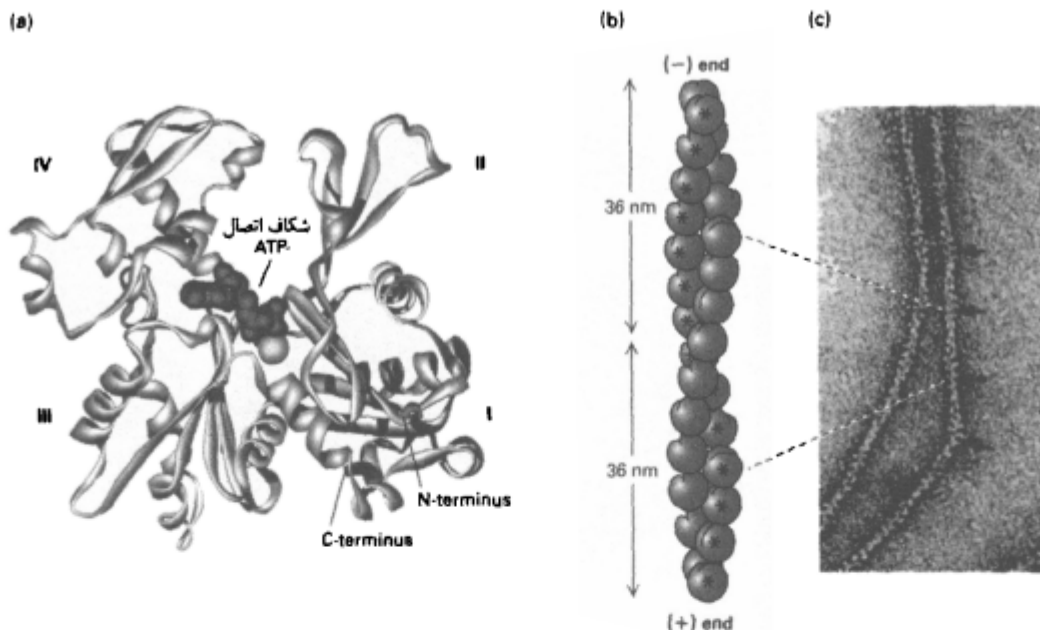 (a)
(b)
(c)
(−) end
IV
II
شکاف اتصال
ATP
36 nm
III
I
36 nm
N-terminus
C-terminus
(+) end